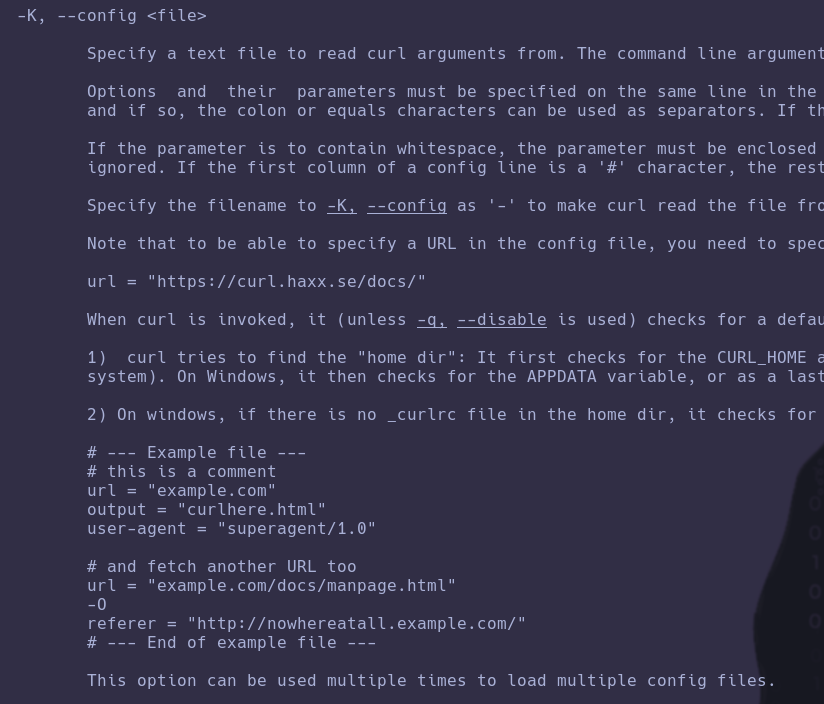 -K, --config <file>
Specify a text file to read curl arguments from. The command line argument
Options and their parameters must be specified on the same line in the
and if so, the colon or equals characters can be used as separators. If th
If the parameter is to contain whitespace, the parameter must be enclosed
ignored. If the first column of a config line is a '#' character, the rest
Specify the filename to -K, --config as '-' to make curl read the file fro
Note that to be able to specify a URL in the config file, you need to spec
url = "https://curl.haxx.se/docs/"
When curl is invoked, it (unless -q, --disable is used) checks for a defau
1) curl tries to find the "home dir": It first checks for the CURL_HOME a
system). On Windows, it then checks for the APPDATA variable, or as a last
2) On windows, if there is no _curlrc file in the home dir, it checks for
# --- Example file ---
# this is a comment
url = "example.com"
output = "curlhere.html"
user-agent = "superagent/1.0"
# and fetch another URL too
url = "example.com/docs/manpage.html"
-O
referer = "http://nowhereatall.example.com/"
# --- End of example file ---
This option can be used multiple times to load multiple config files.